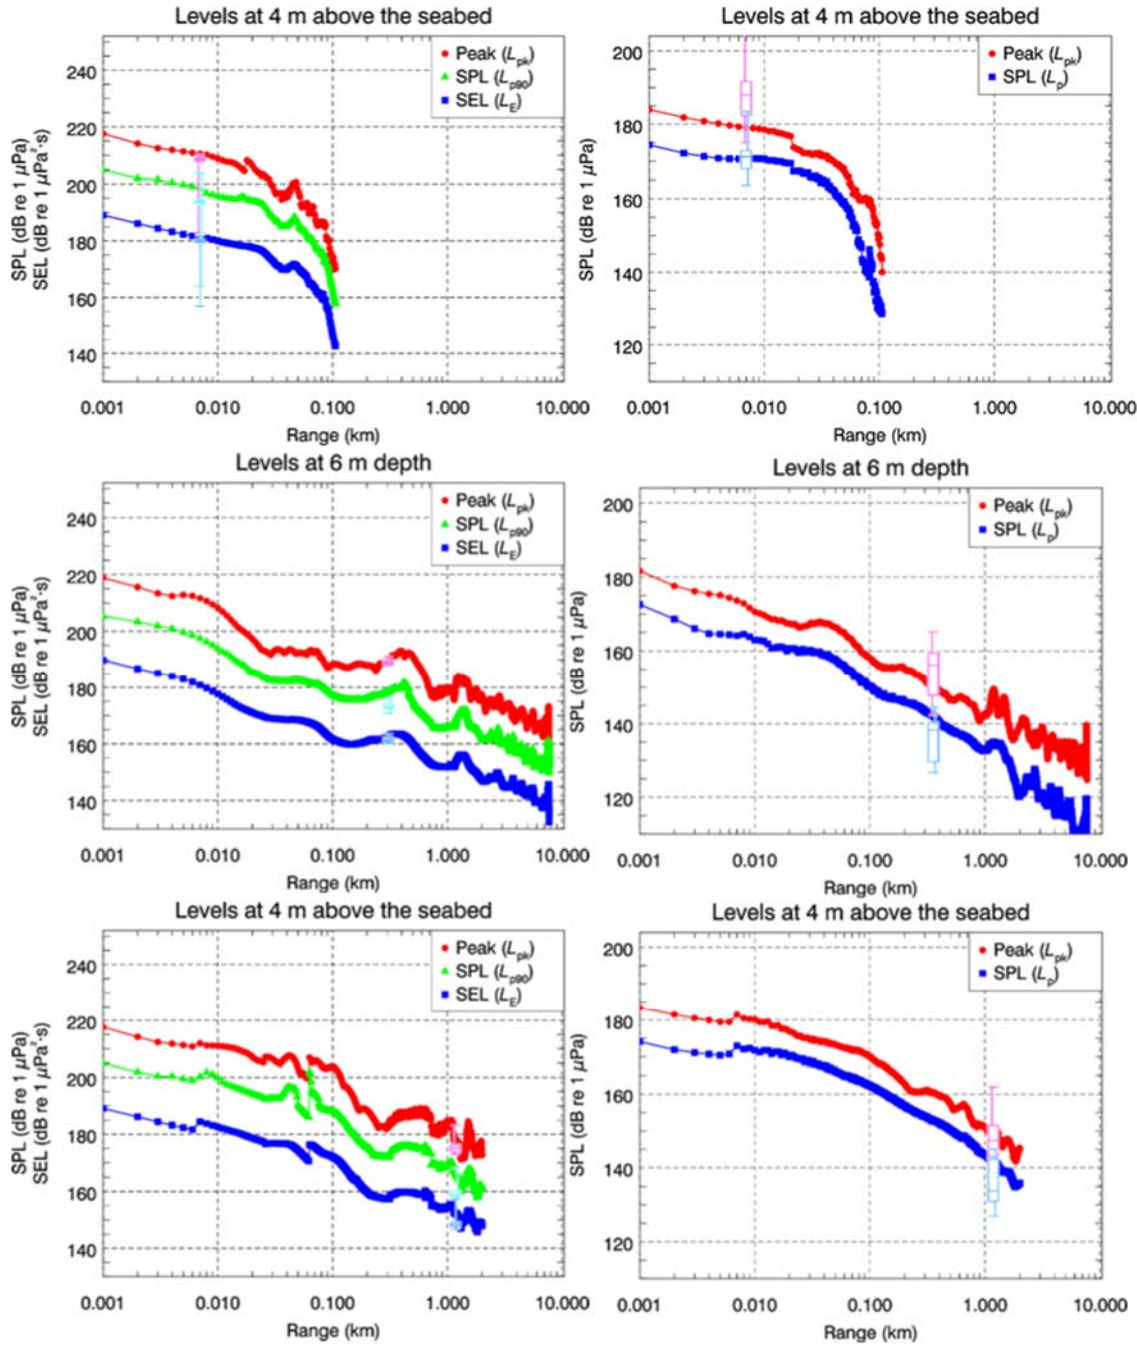 Levels at 4 m above the seabed
Peak (Lpk)
SPL (Lp90)
SEL (LE)
SPL (dB re 1 μPa)
SEL (dB re 1 μPa²·s)
240
220
200
180
160
140
0.001 0.010 0.100 1.000 10.000
Range (km)
Levels at 4 m above the seabed
Peak (Lpk)
SPL (Lp)
SPL (dB re 1 μPa)
200
180
160
140
120
0.001 0.010 0.100 1.000 10.000
Range (km)
Levels at 6 m depth
Peak (Lpk)
SPL (Lp90)
SEL (LE)
SPL (dB re 1 μPa)
SEL (dB re 1 μPa²·s)
240
220
200
180
160
140
0.001 0.010 0.100 1.000 10.000
Range (km)
Levels at 6 m depth
Peak (Lpk)
SPL (Lp)
SPL (dB re 1 μPa)
200
180
160
140
120
0.001 0.010 0.100 1.000 10.000
Range (km)
Levels at 4 m above the seabed
Peak (Lpk)
SPL (Lp90)
SEL (LE)
SPL (dB re 1 μPa)
SEL (dB re 1 μPa²·s)
240
220
200
180
160
140
0.001 0.010 0.100 1.000 10.000
Range (km)
Levels at 4 m above the seabed
Peak (Lpk)
SPL (Lp)
SPL (dB re 1 μPa)
200
180
160
140
120
0.001 0.010 0.100 1.000 10.000
Range (km)